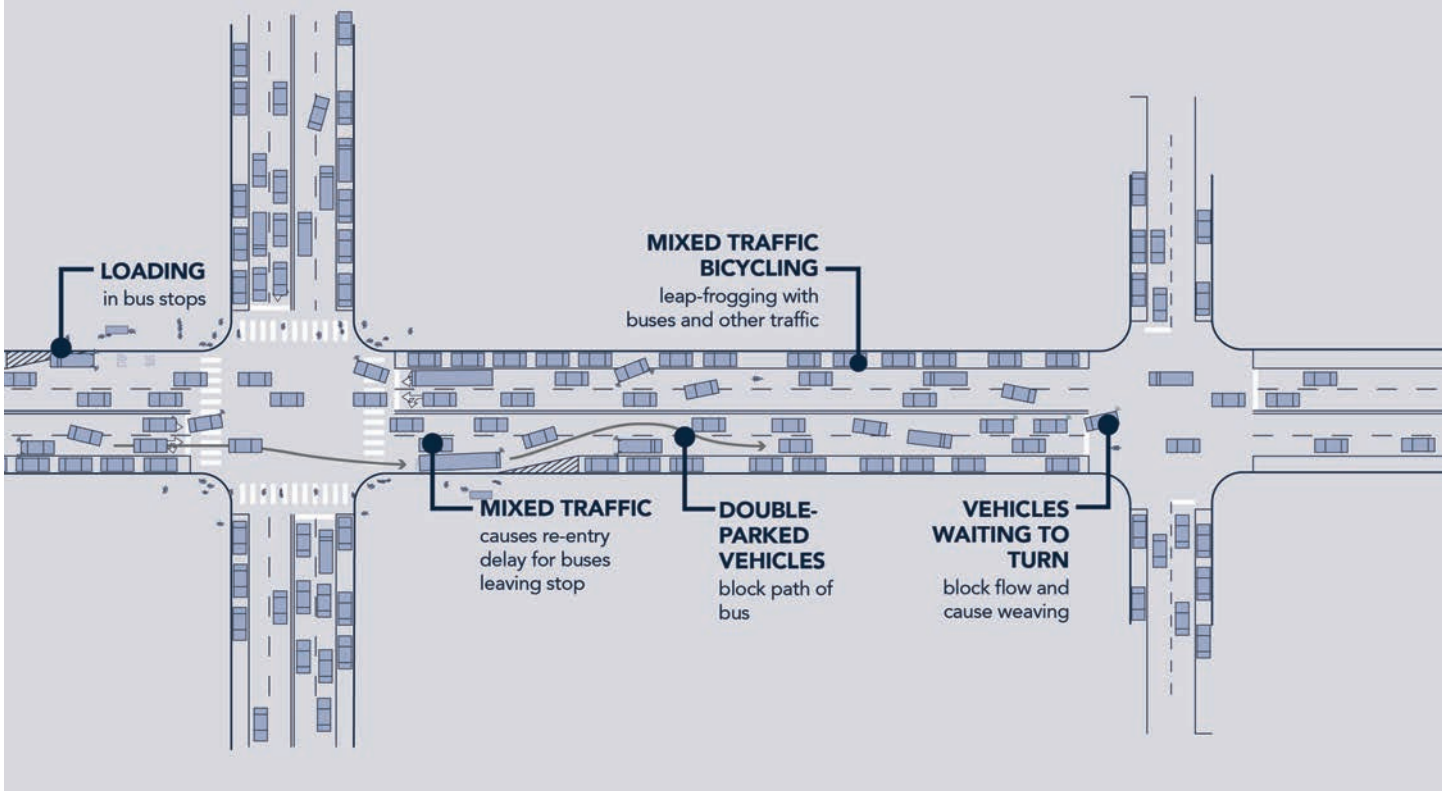 LOADING
in bus stops
MIXED TRAFFIC
BICYCLING
leap-frogging with
buses and other traffic
MIXED TRAFFIC
causes re-entry
delay for buses
leaving stop
DOUBLE-
PARKED
VEHICLES
block path of
bus
VEHICLES
WAITING TO
TURN
block flow and
cause weaving